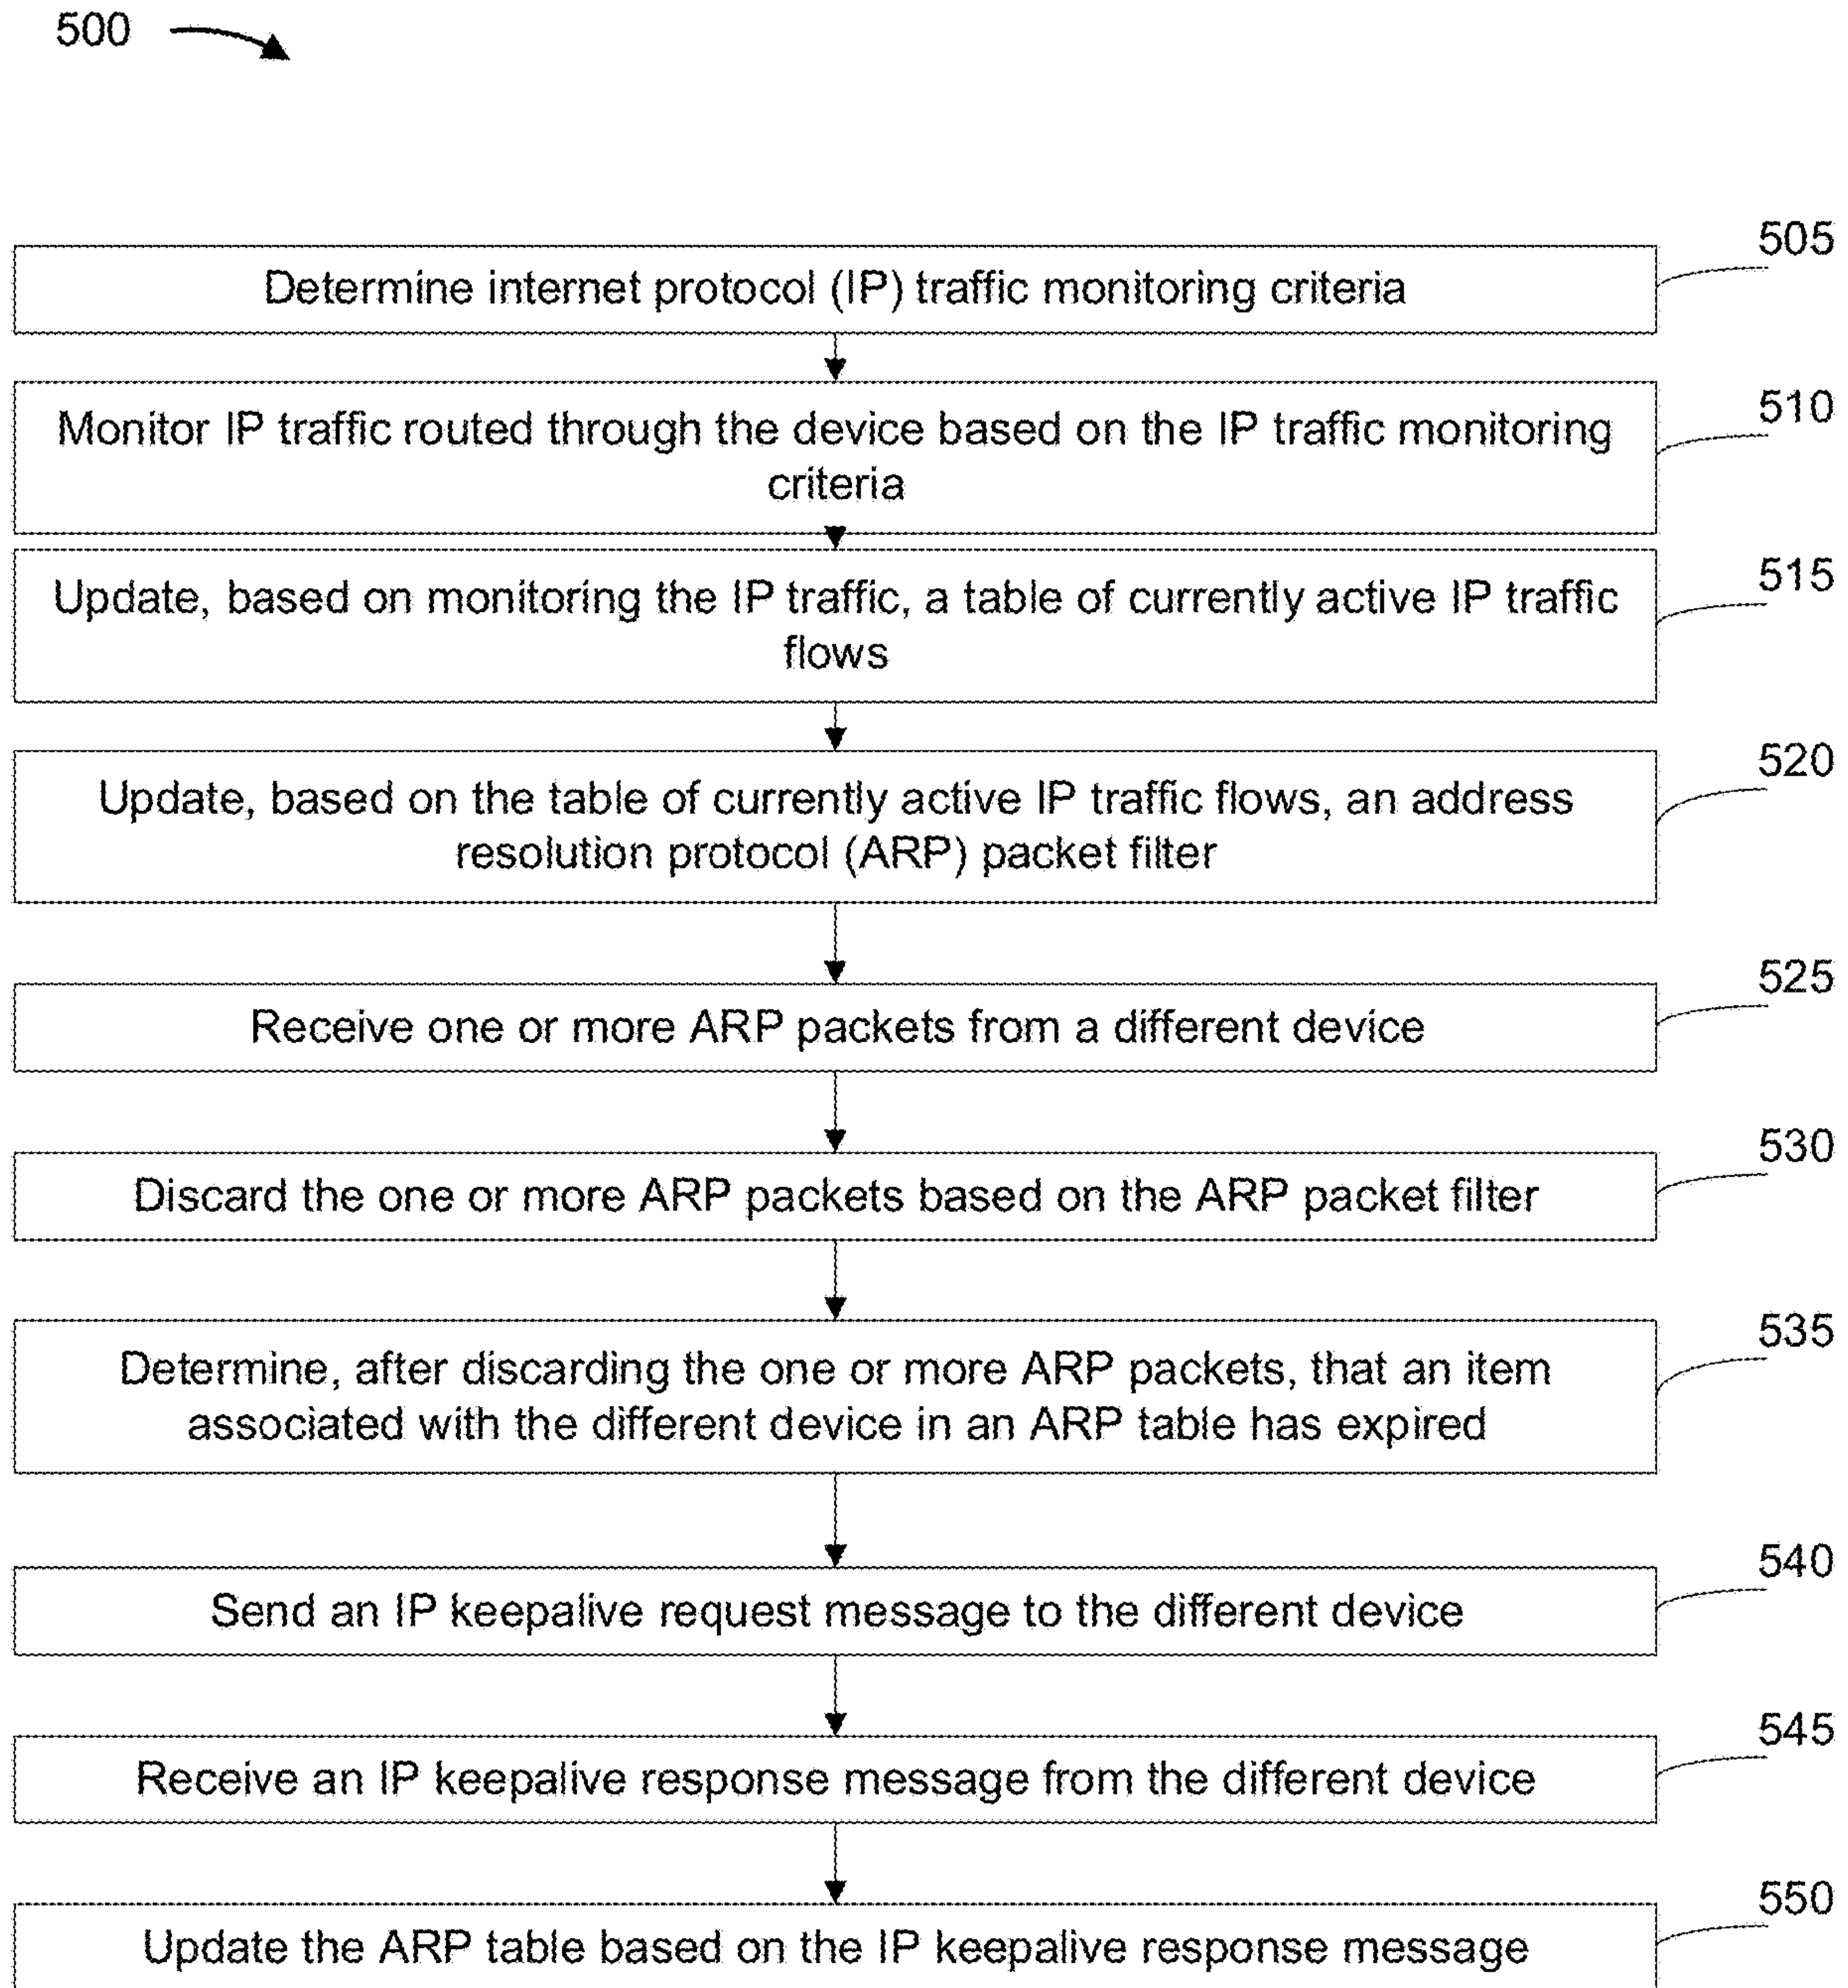 500
505
Determine internet protocol (IP) traffic monitoring criteria
510
Monitor IP traffic routed through the device based on the IP traffic monitoring
criteria
515
Update, based on monitoring the IP traffic, a table of currently active IP traffic
flows
520
Update, based on the table of currently active IP traffic flows, an address
resolution protocol (ARP) packet filter
525
Receive one or more ARP packets from a different device
530
Discard the one or more ARP packets based on the ARP packet filter
535
Determine, after discarding the one or more ARP packets, that an item
associated with the different device in an ARP table has expired
540
Send an IP keepalive request message to the different device
545
Receive an IP keepalive response message from the different device
550
Update the ARP table based on the IP keepalive response message